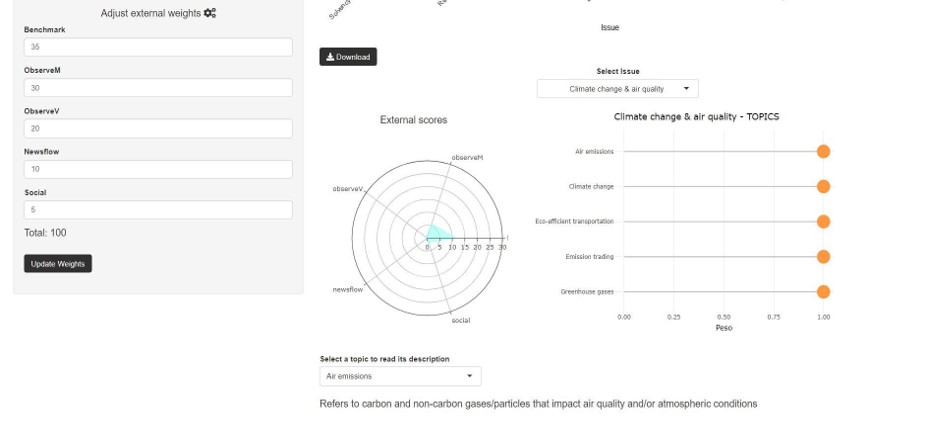 Adjust external weights
Benchmark
35
ObserveM
30
ObserveV
20
Newsflow
10
Social
5
Total: 100
Update Weights
Issue
Download
Select Issue
Climate change & air quality
External scores
observeM
observeV
newsflow
social
0 5 10 15 20 25 30
Climate change & air quality - TOPICS
Air emissions
Climate change
Eco-efficient transportation
Emission trading
Greenhouse gases
0.00 0.25 0.50 0.75 1.00
Peso
Select a topic to read its description
Air emissions
Refers to carbon and non-carbon gases/particles that impact air quality and/or atmospheric conditions